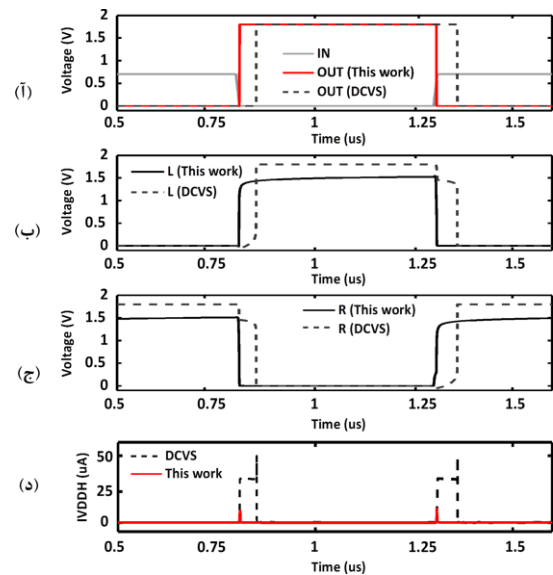 (آ)
Voltage (V)
2
1.5
1
0.5
0
IN
OUT (This work)
OUT (DCVS)
0.5
0.75
1
1.25
1.5
Time (us)
(ب)
Voltage (V)
2
1.5
1
0.5
0
L (This work)
L (DCVS)
0.5
0.75
1
1.25
1.5
Time (us)
(ج)
Voltage (V)
2
1.5
1
0.5
0
R (This work)
R (DCVS)
0.5
0.75
1
1.25
1.5
Time (us)
(د)
IVDDH (uA)
50
25
0
DCVS
This work
0.5
0.75
1
1.25
1.5
Time (us)